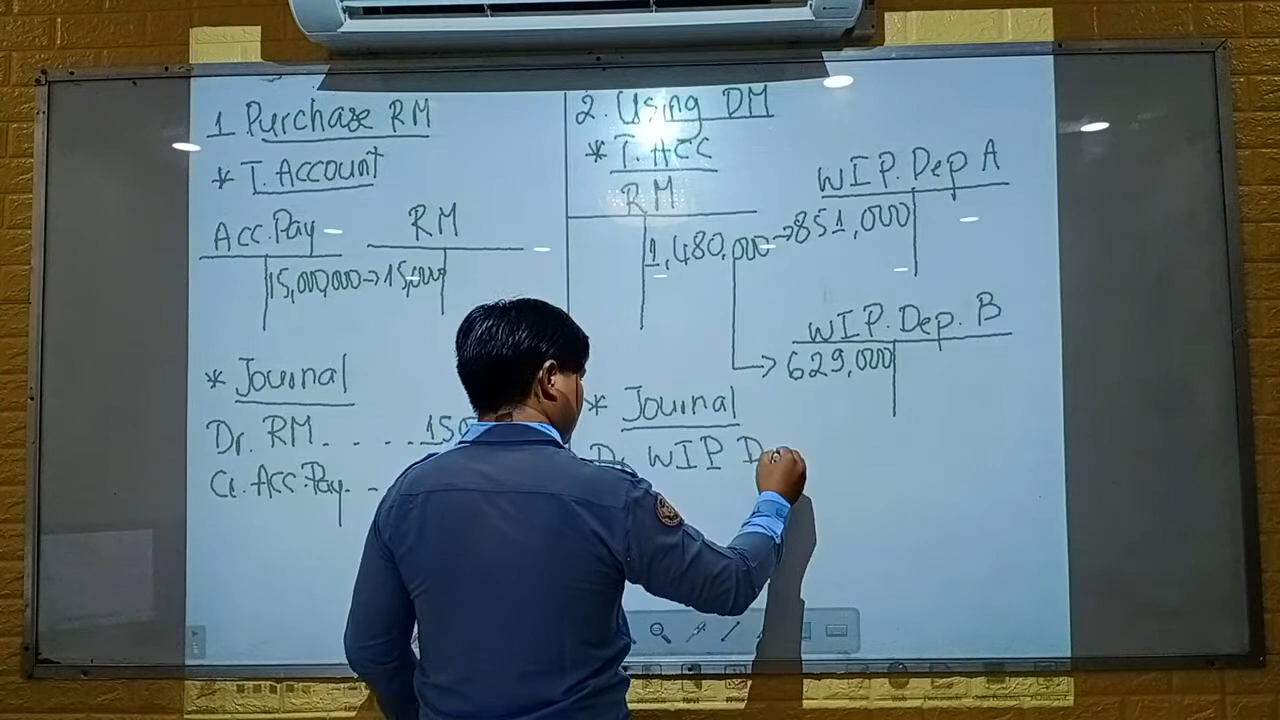 1 Purchase RM
* T. Account
Acc. Pay RM
15,000,000→15,000
* Journal
Dr. RM. . . . .
Cr. Acc. Pay. -
2. Using DM
* T. Acc
RM
1,480,000→851,000
WIP. Dep A
WIP. Dep. B
629,000
* Journal
Dr WIP